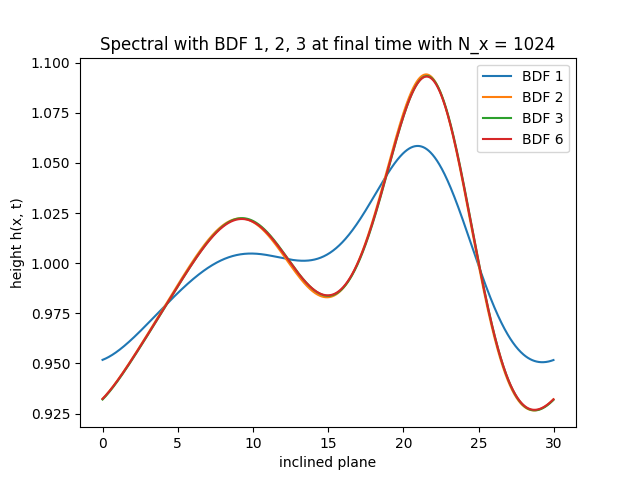 Spectral with BDF 1, 2, 3 at final time with N_x = 1024
height h(x, t)
1.100
1.075
1.050
1.025
1.000
0.975
0.950
0.925
BDF 1
BDF 2
BDF 3
BDF 6
0 5 10 15 20 25 30
inclined plane